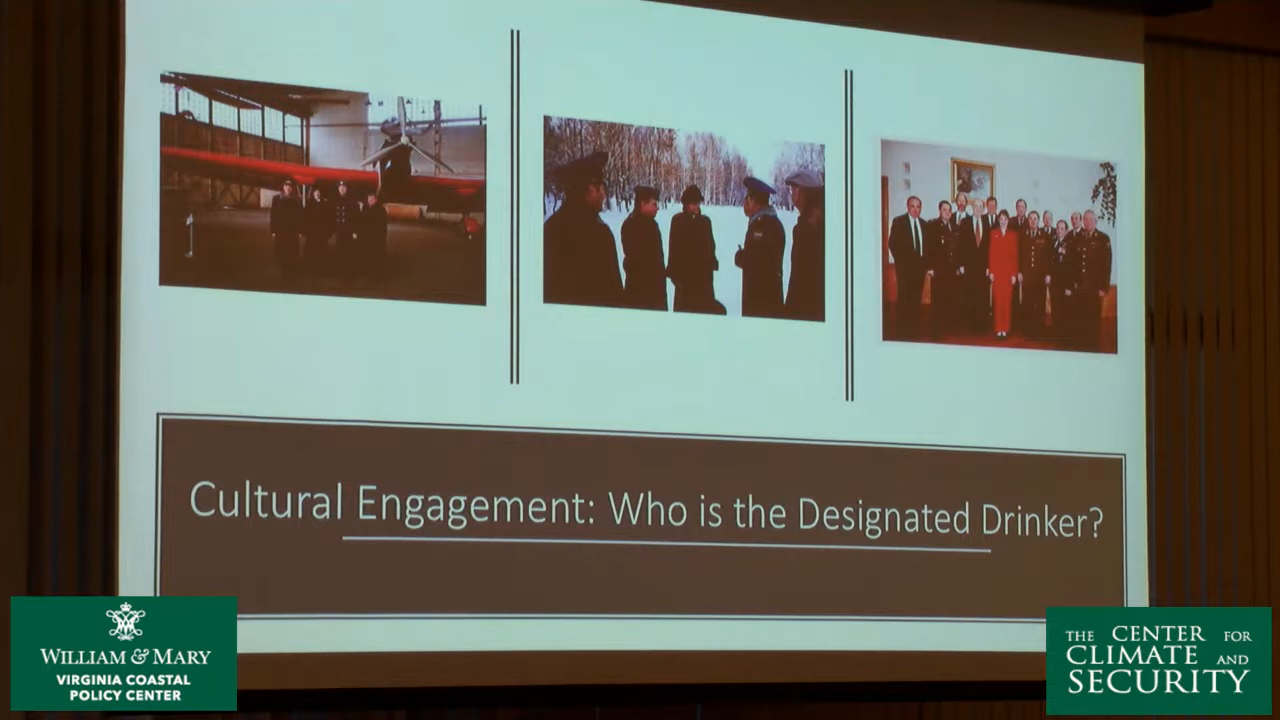 Cultural Engagement: Who is the Designated Drinker?
WILLIAM & MARY
VIRGINIA COASTAL
POLICY CENTER
THE CENTER FOR
CLIMATE AND
SECURITY